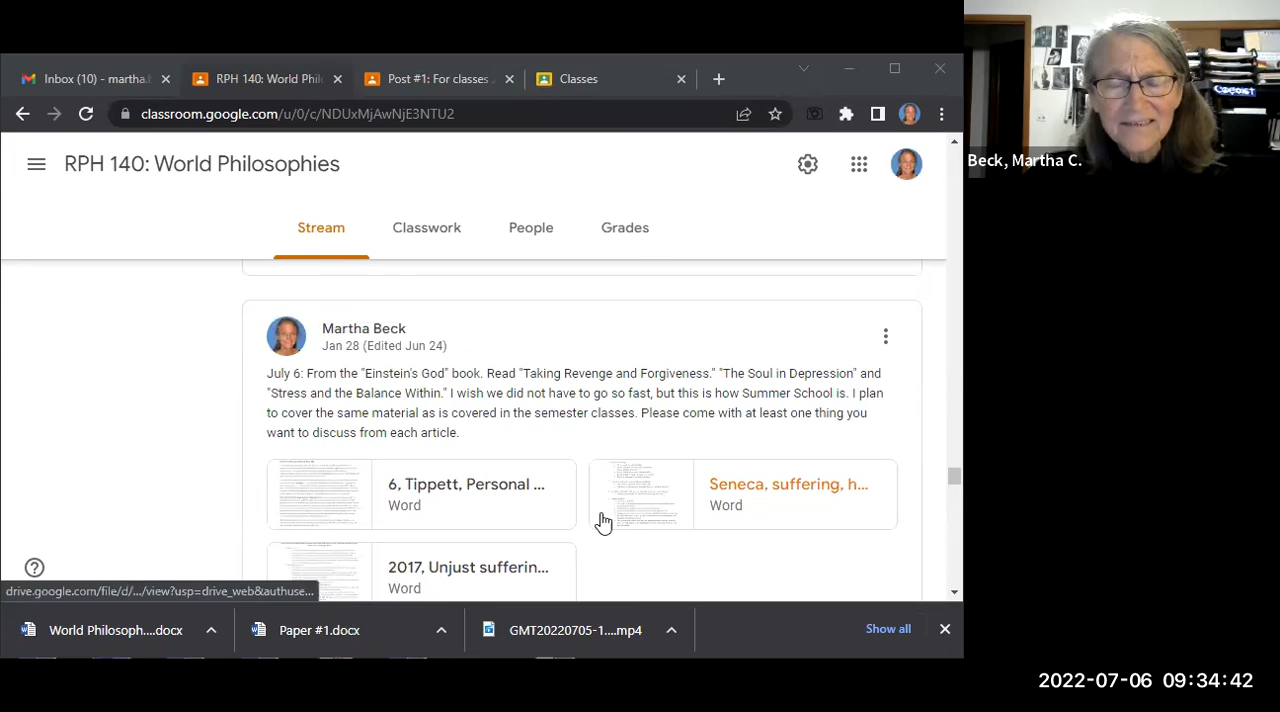 Inbox (10) - martha.b
RPH 140: World Phil
Post #1: For classes
Classes
classroom.google.com/u/0/c/NDUxMjAwNjE3NTU2
RPH 140: World Philosophies
Stream
Classwork
People
Grades
Martha Beck
Jan 28 (Edited Jun 24)
July 6: From the "Einstein's God" book. Read "Taking Revenge and Forgiveness." "The Soul in Depression" and
"Stress and the Balance Within." I wish we did not have to go so fast, but this is how Summer School is. I plan
to cover the same material as is covered in the semester classes. Please come with at least one thing you
want to discuss from each article.
6, Tippett, Personal ...
Word
Seneca, suffering, h...
Word
2017, Unjust sufferin...
Word
drive.google.com/file/d/.../view?usp=drive_web&authuse...
World Philosoph....docx
Paper #1.docx
GMT20220705-1....mp4
Show all
Beck, Martha C.
COEXIST
2022-07-06 09:34:42